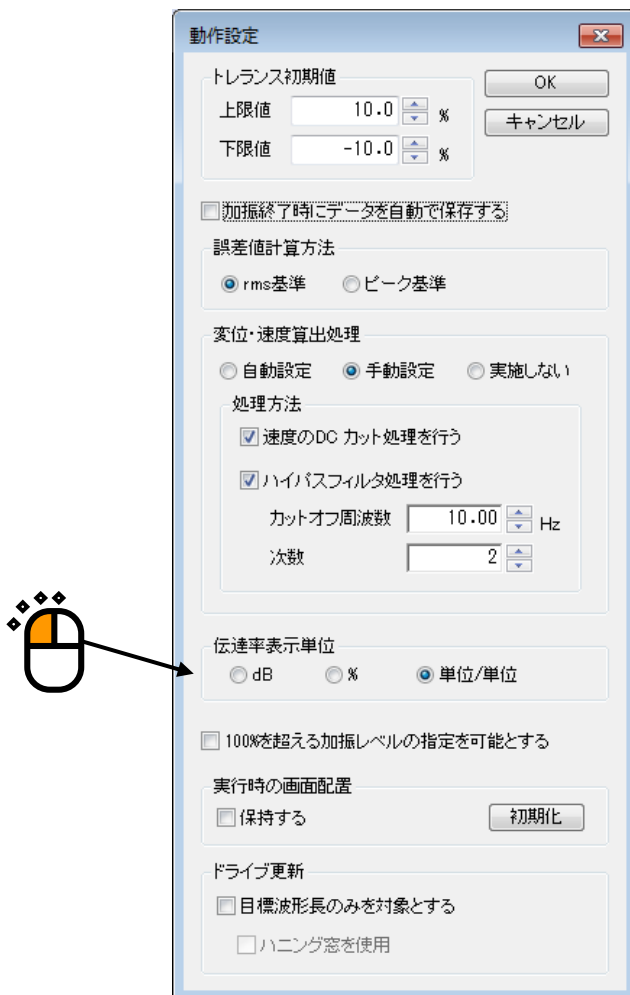 動作設定
トレランス初期値
OK
上限値 10.0 %
キャンセル
下限値 -10.0 %
加振終了時にデータを自動で保存する
誤差値計算方法
rms基準 ピーク基準
変位・速度算出処理
自動設定 手動設定 実施しない
処理方法
速度のDC カット処理を行う
ハイパスフィルタ処理を行う
カットオフ周波数 10.00 Hz
次数 2
伝達率表示単位
dB % 単位/単位
100%を超える加振レベルの指定を可能とする
実行時の画面配置
保持する 初期化
ドライブ更新
目標波形長のみを対象とする
ハニング窓を使用